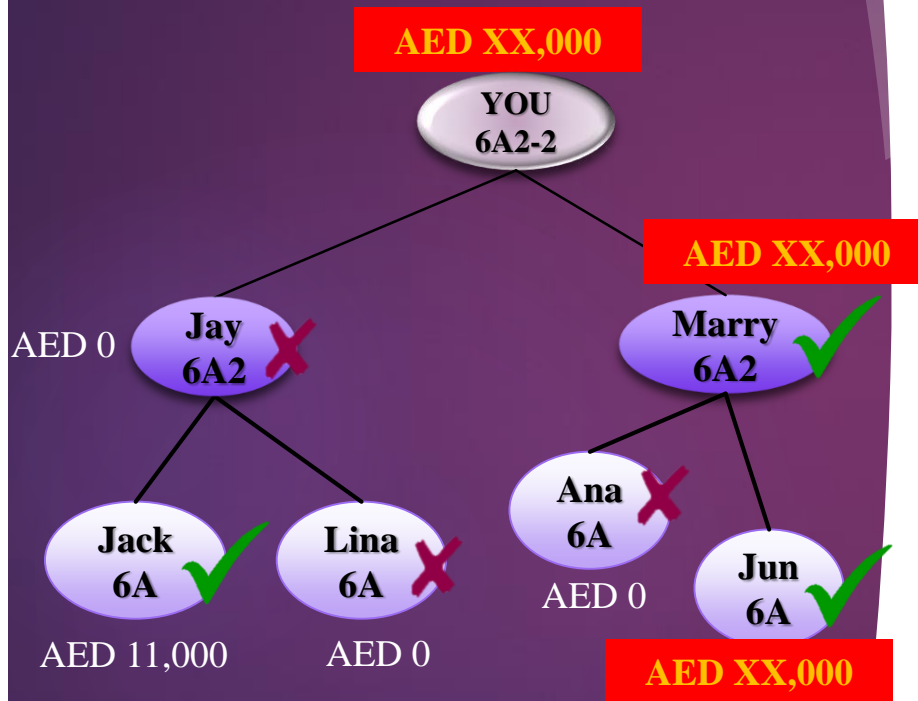 AED XX,000
YOU
6A2-2
AED XX,000
AED 0
Jay
6A2
Marry
6A2
Jack
6A
Lina
6A
Ana
6A
Jun
6A
AED 11,000
AED 0
AED 0
AED XX,000